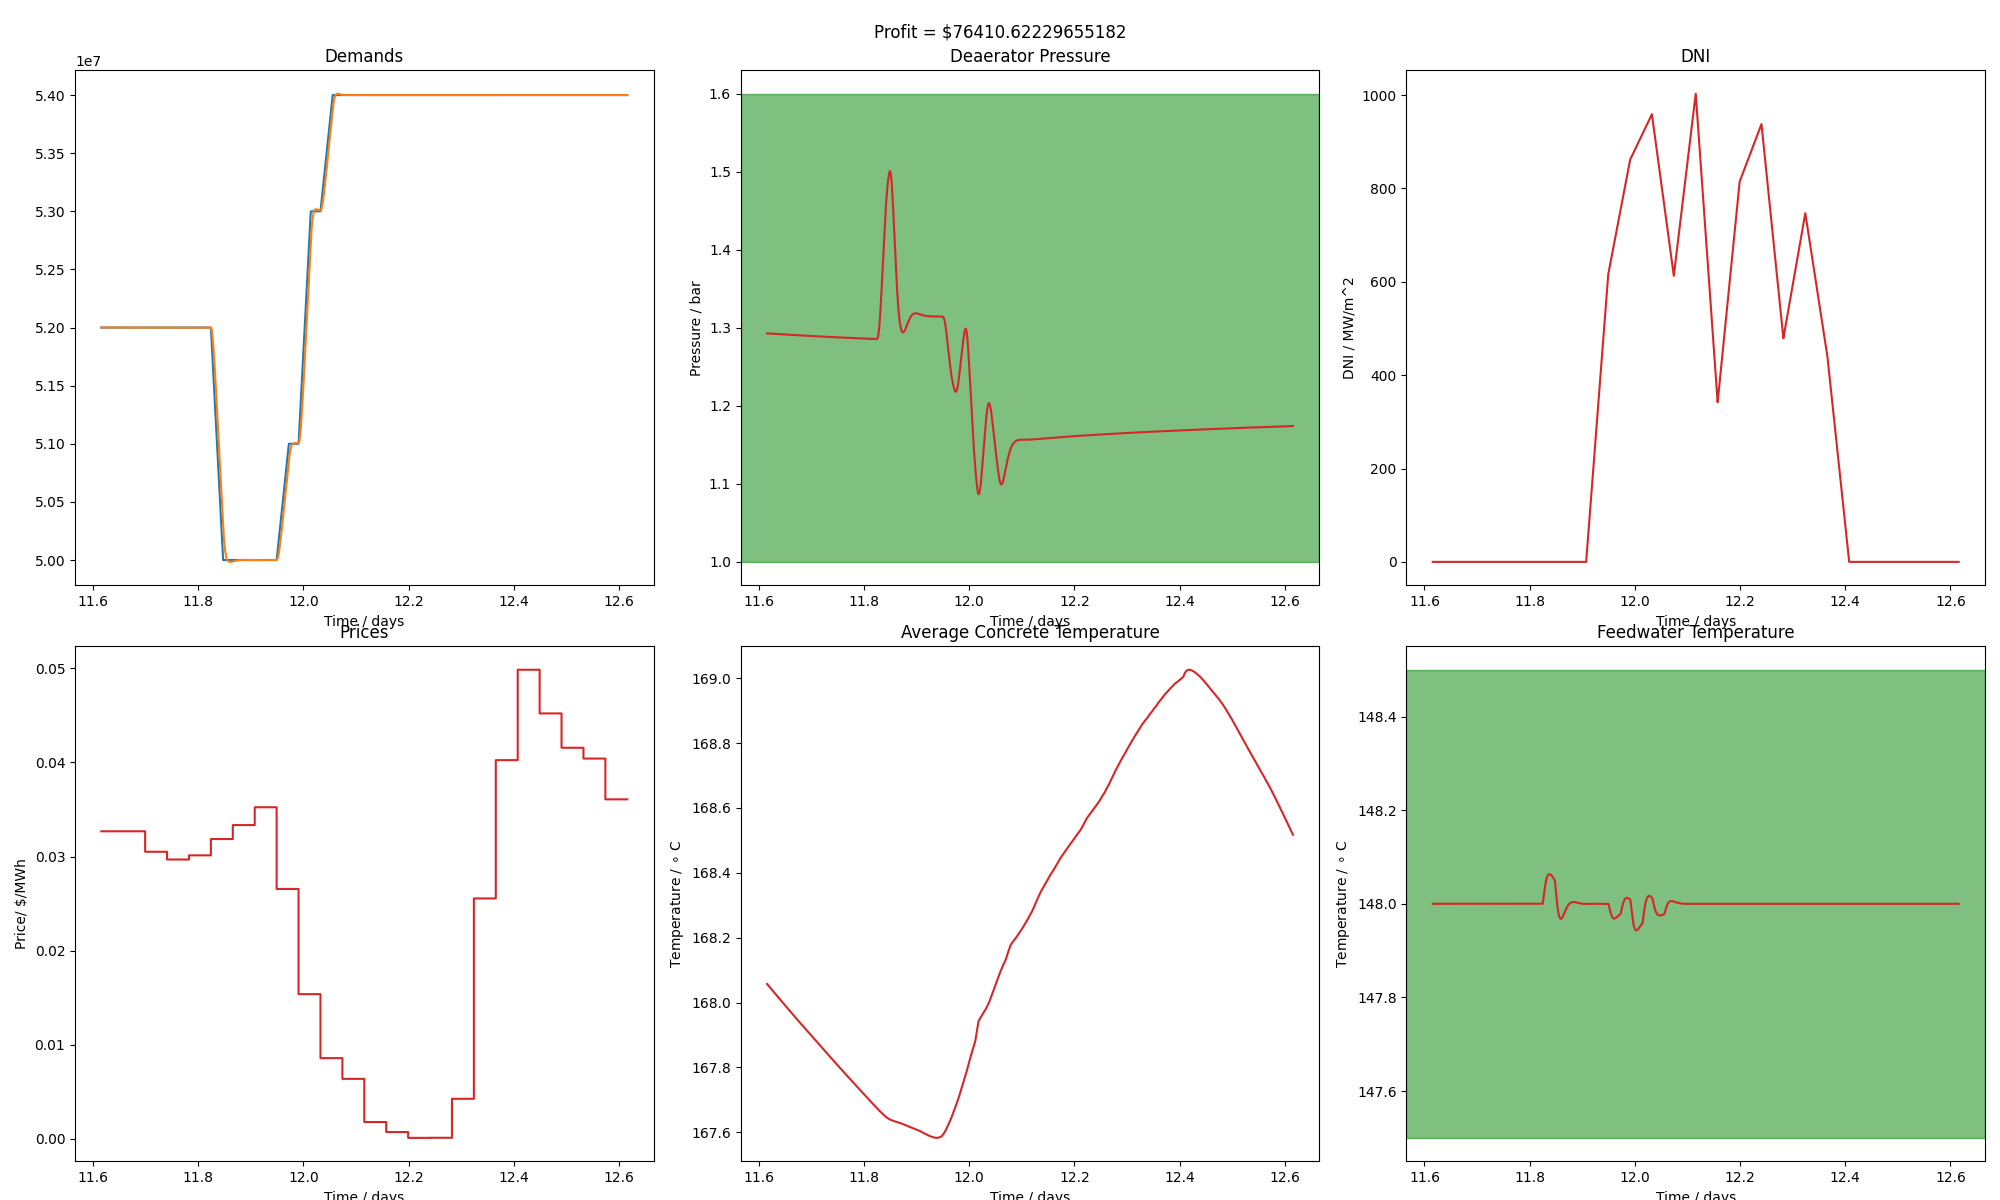 Profit = $76410.62229655182
Demands
1e7
5.40
5.35
5.30
5.25
5.20
5.15
5.10
5.05
5.00
11.6 11.8 12.0 12.2 12.4 12.6
Time / days
Deaerator Pressure
Pressure / bar
1.6
1.5
1.4
1.3
1.2
1.1
1.0
11.6 11.8 12.0 12.2 12.4 12.6
Time / days
DNI
DNI / MW/m^2
1000
800
600
400
200
0
11.6 11.8 12.0 12.2 12.4 12.6
Time / days
Prices
Price/ $/MWh
0.05
0.04
0.03
0.02
0.01
0.00
11.6 11.8 12.0 12.2 12.4 12.6
Time / days
Average Concrete Temperature
Temperature / ∘ C
169.0
168.8
168.6
168.4
168.2
168.0
167.8
167.6
11.6 11.8 12.0 12.2 12.4 12.6
Time / days
Feedwater Temperature
Temperature / ∘ C
148.4
148.2
148.0
147.8
147.6
11.6 11.8 12.0 12.2 12.4 12.6
Time / days